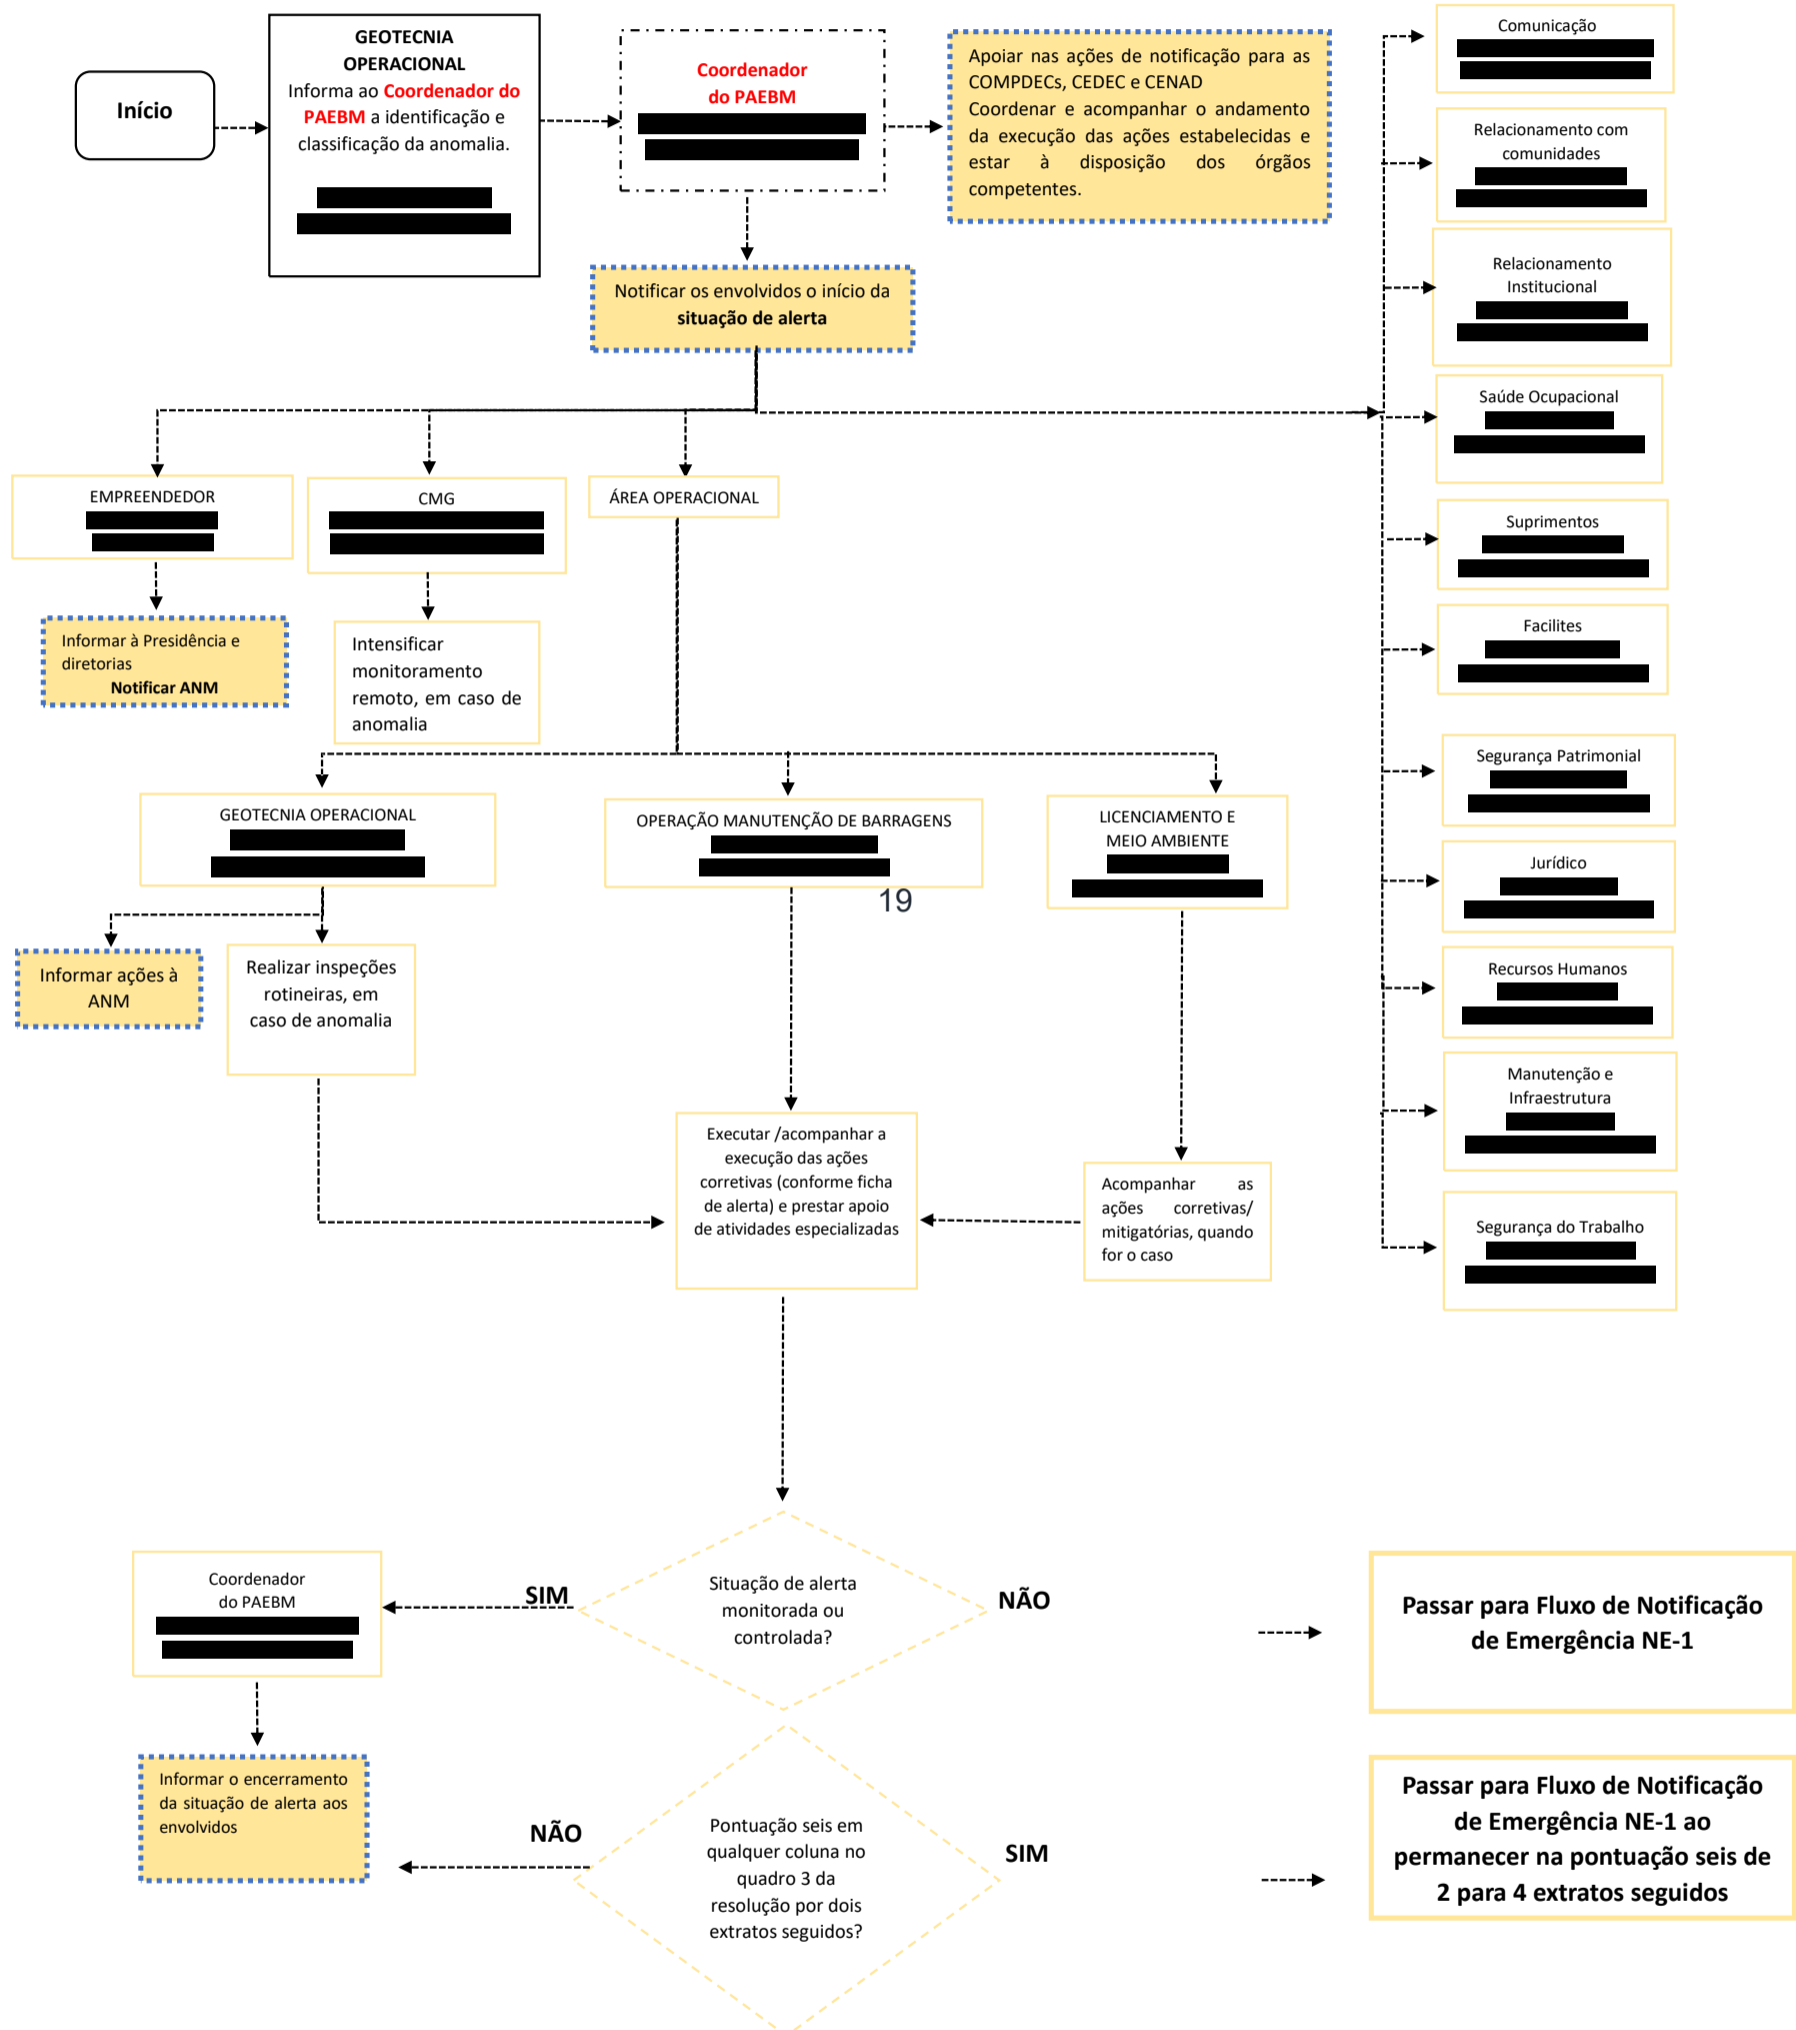 Início
GEOTECNIA
OPERACIONAL
Informa ao Coordenador do
PAEBM a identificação e
classificação da anomalia.
Coordenador
do PAEBM
Apoiar nas ações de notificação para as
COMPDECs, CEDEC e CENAD
Coordenar e acompanhar o andamento
da execução das ações estabelecidas e
estar à disposição dos órgãos
competentes.
Notificar os envolvidos o início da
situação de alerta
Comunicação
Relacionamento com
comunidades
Relacionamento
Institucional
Saúde Ocupacional
Suprimentos
Facilites
Segurança Patrimonial
Jurídico
Recursos Humanos
Manutenção e
Infraestrutura
Segurança do Trabalho
EMPREENDEDOR
CMG
ÁREA OPERACIONAL
Informar à Presidência e
diretorias
Notificar ANM
Intensificar
monitoramento
remoto, em caso de
anomalia
GEOTECNIA OPERACIONAL
OPERAÇÃO MANUTENÇÃO DE BARRAGENS
LICENCIAMENTO E
MEIO AMBIENTE
19
Informar ações à
ANM
Realizar inspeções
rotineiras, em
caso de anomalia
Executar /acompanhar a
execução das ações
corretivas (conforme ficha
de alerta) e prestar apoio
de atividades especializadas
Acompanhar as
ações corretivas/
mitigatórias, quando
for o caso
Coordenador
do PAEBM
SIM
Situação de alerta
monitorada ou
controlada?
NÃO
Passar para Fluxo de Notificação
de Emergência NE-1
Informar o encerramento
da situação de alerta aos
envolvidos
NÃO
Pontuação seis em
qualquer coluna no
quadro 3 da
resolução por dois
extratos seguidos?
SIM
Passar para Fluxo de Notificação
de Emergência NE-1 ao
permanecer na pontuação seis de
2 para 4 extratos seguidos